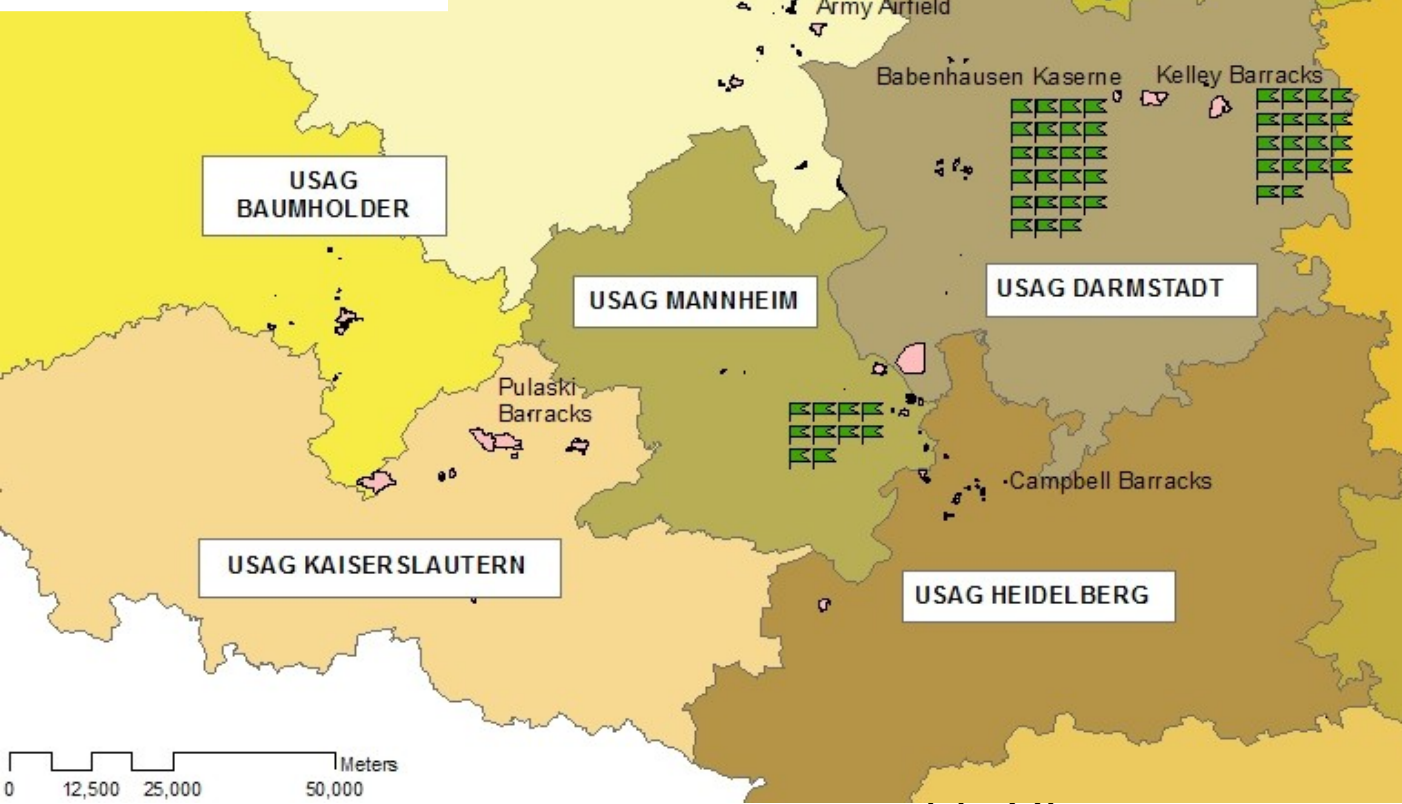 Army Airfield
Babenhausen Kaserne
Kelley Barracks
USAG
BAUMHOLDER
USAG MANNHEIM
USAG DARMSTADT
Pulaski
Barracks
Campbell Barracks
USAG KAISERSLAUTERN
USAG HEIDELBERG
Meters
0 12,500 25,000 50,000